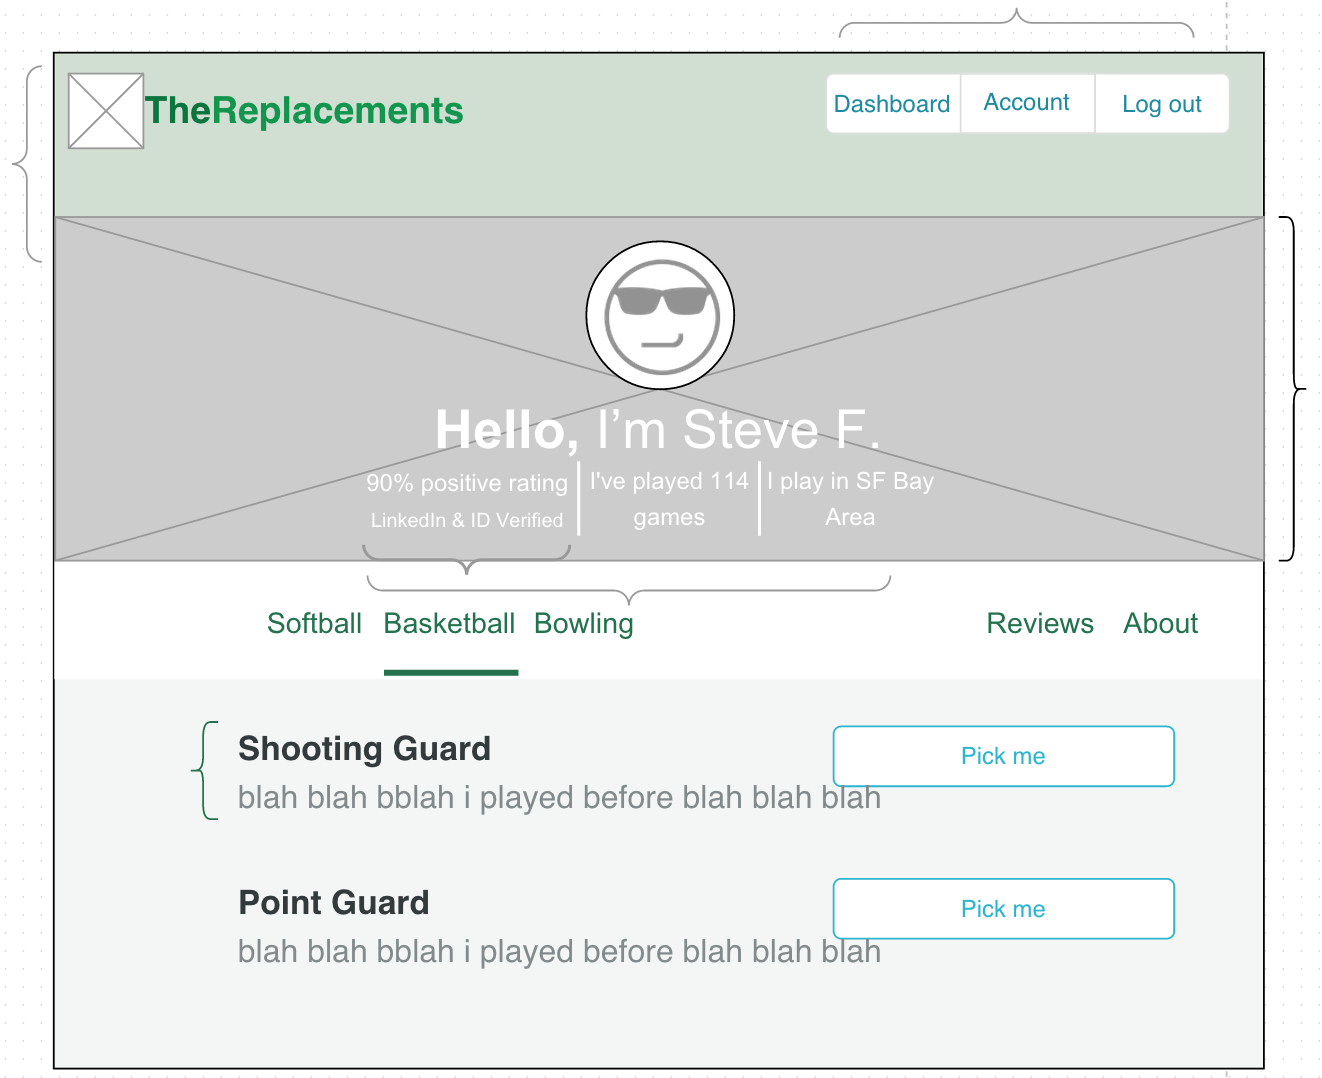 TheReplacements
Dashboard Account Log out
Hello, I'm Steve F.
90% positive rating
LinkedIn & ID Verified
I've played 114
games
I play in SF Bay
Area
Softball Basketball Bowling Reviews About
Shooting Guard
blah blah bblah i played before blah blah blah
Pick me
Point Guard
blah blah bblah i played before blah blah blah
Pick me